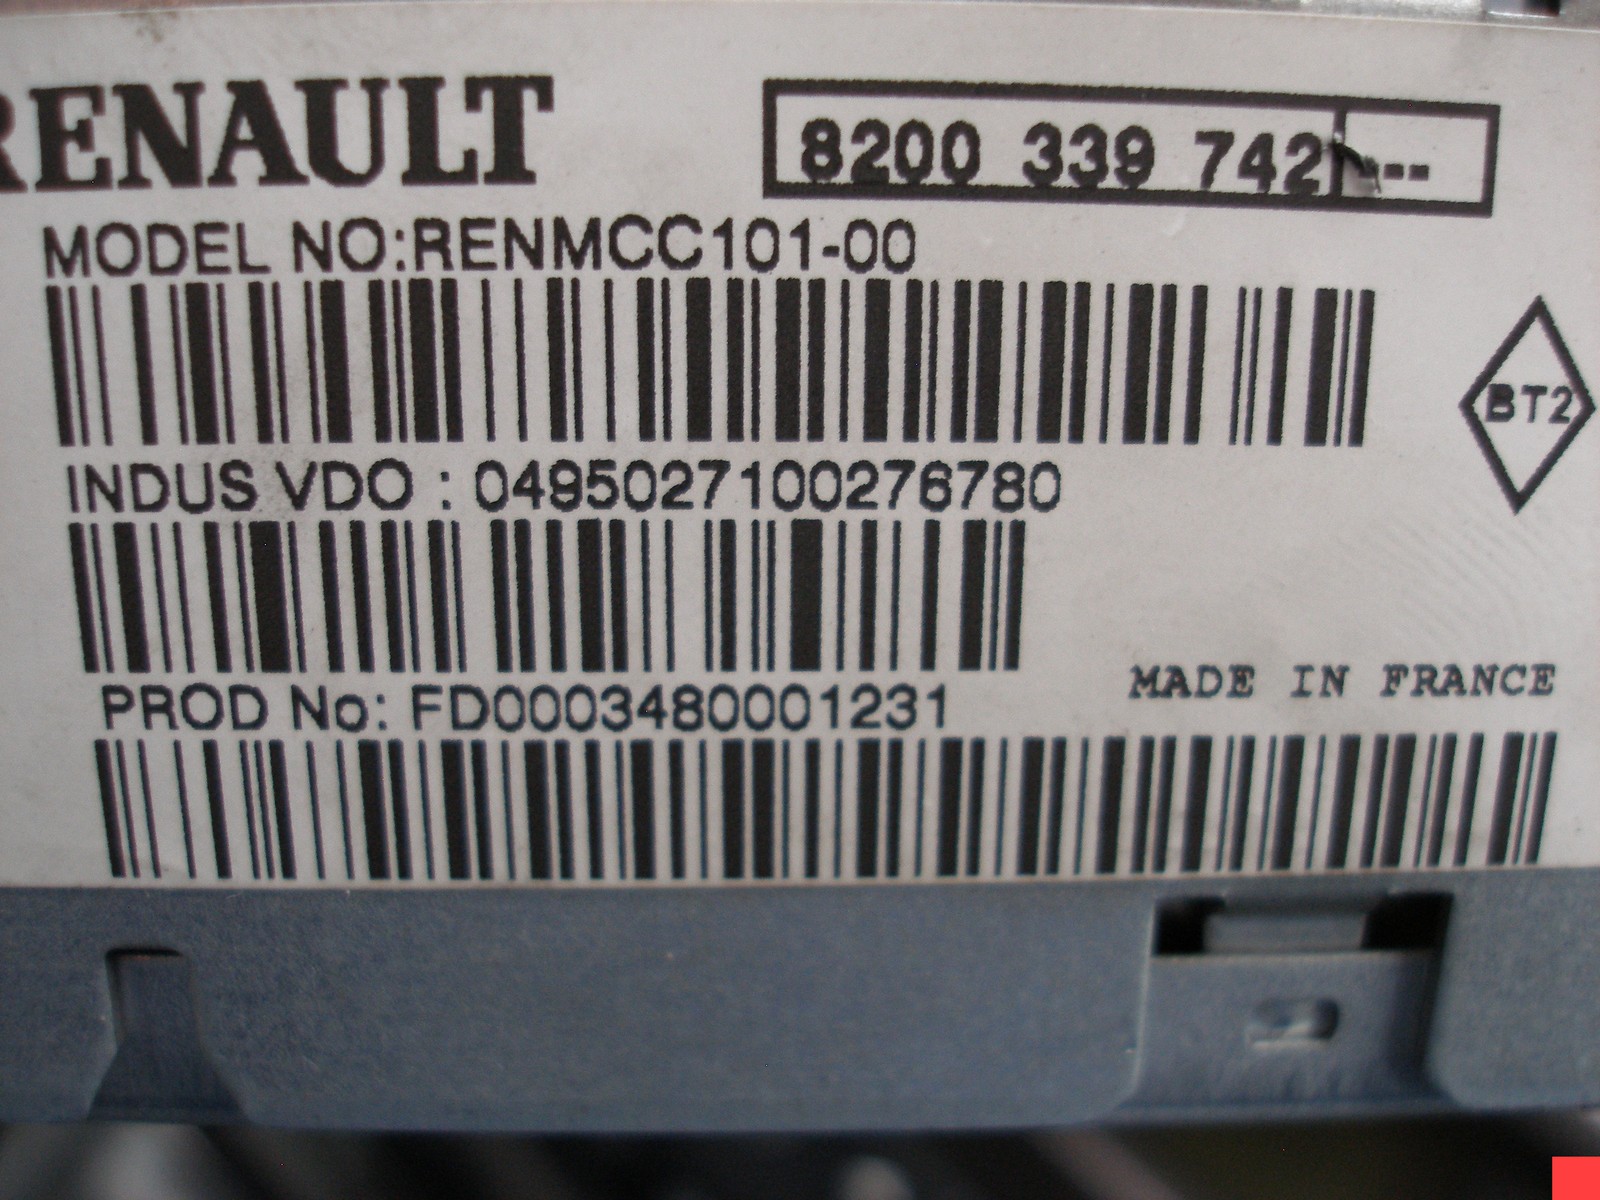 RENAULT
8200 339 742 ---
MODEL NO:RENMCC101-00
BT2
INDUS VDO : 0495027100276780
PROD No: FD0003480001231
MADE IN FRANCE